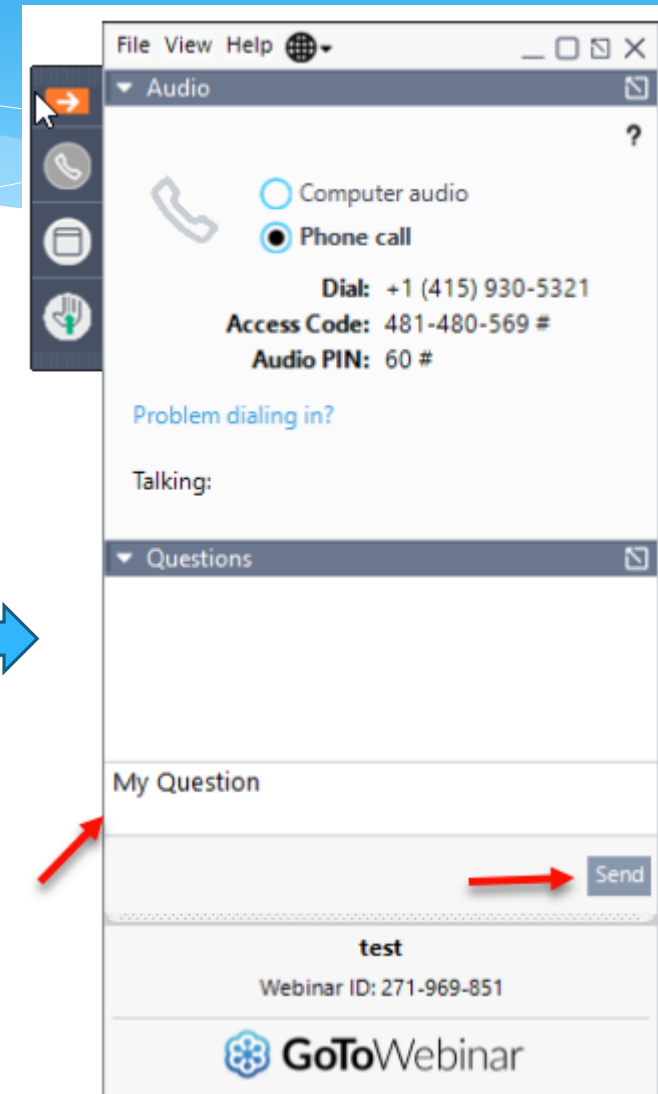 File View Help
Audio
?
Computer audio
Phone call
Dial: +1 (415) 930-5321
Access Code: 481-480-569 #
Audio PIN: 60 #
Problem dialing in?
Talking:
Questions
My Question
Send
test
Webinar ID: 271-969-851
GoToWebinar